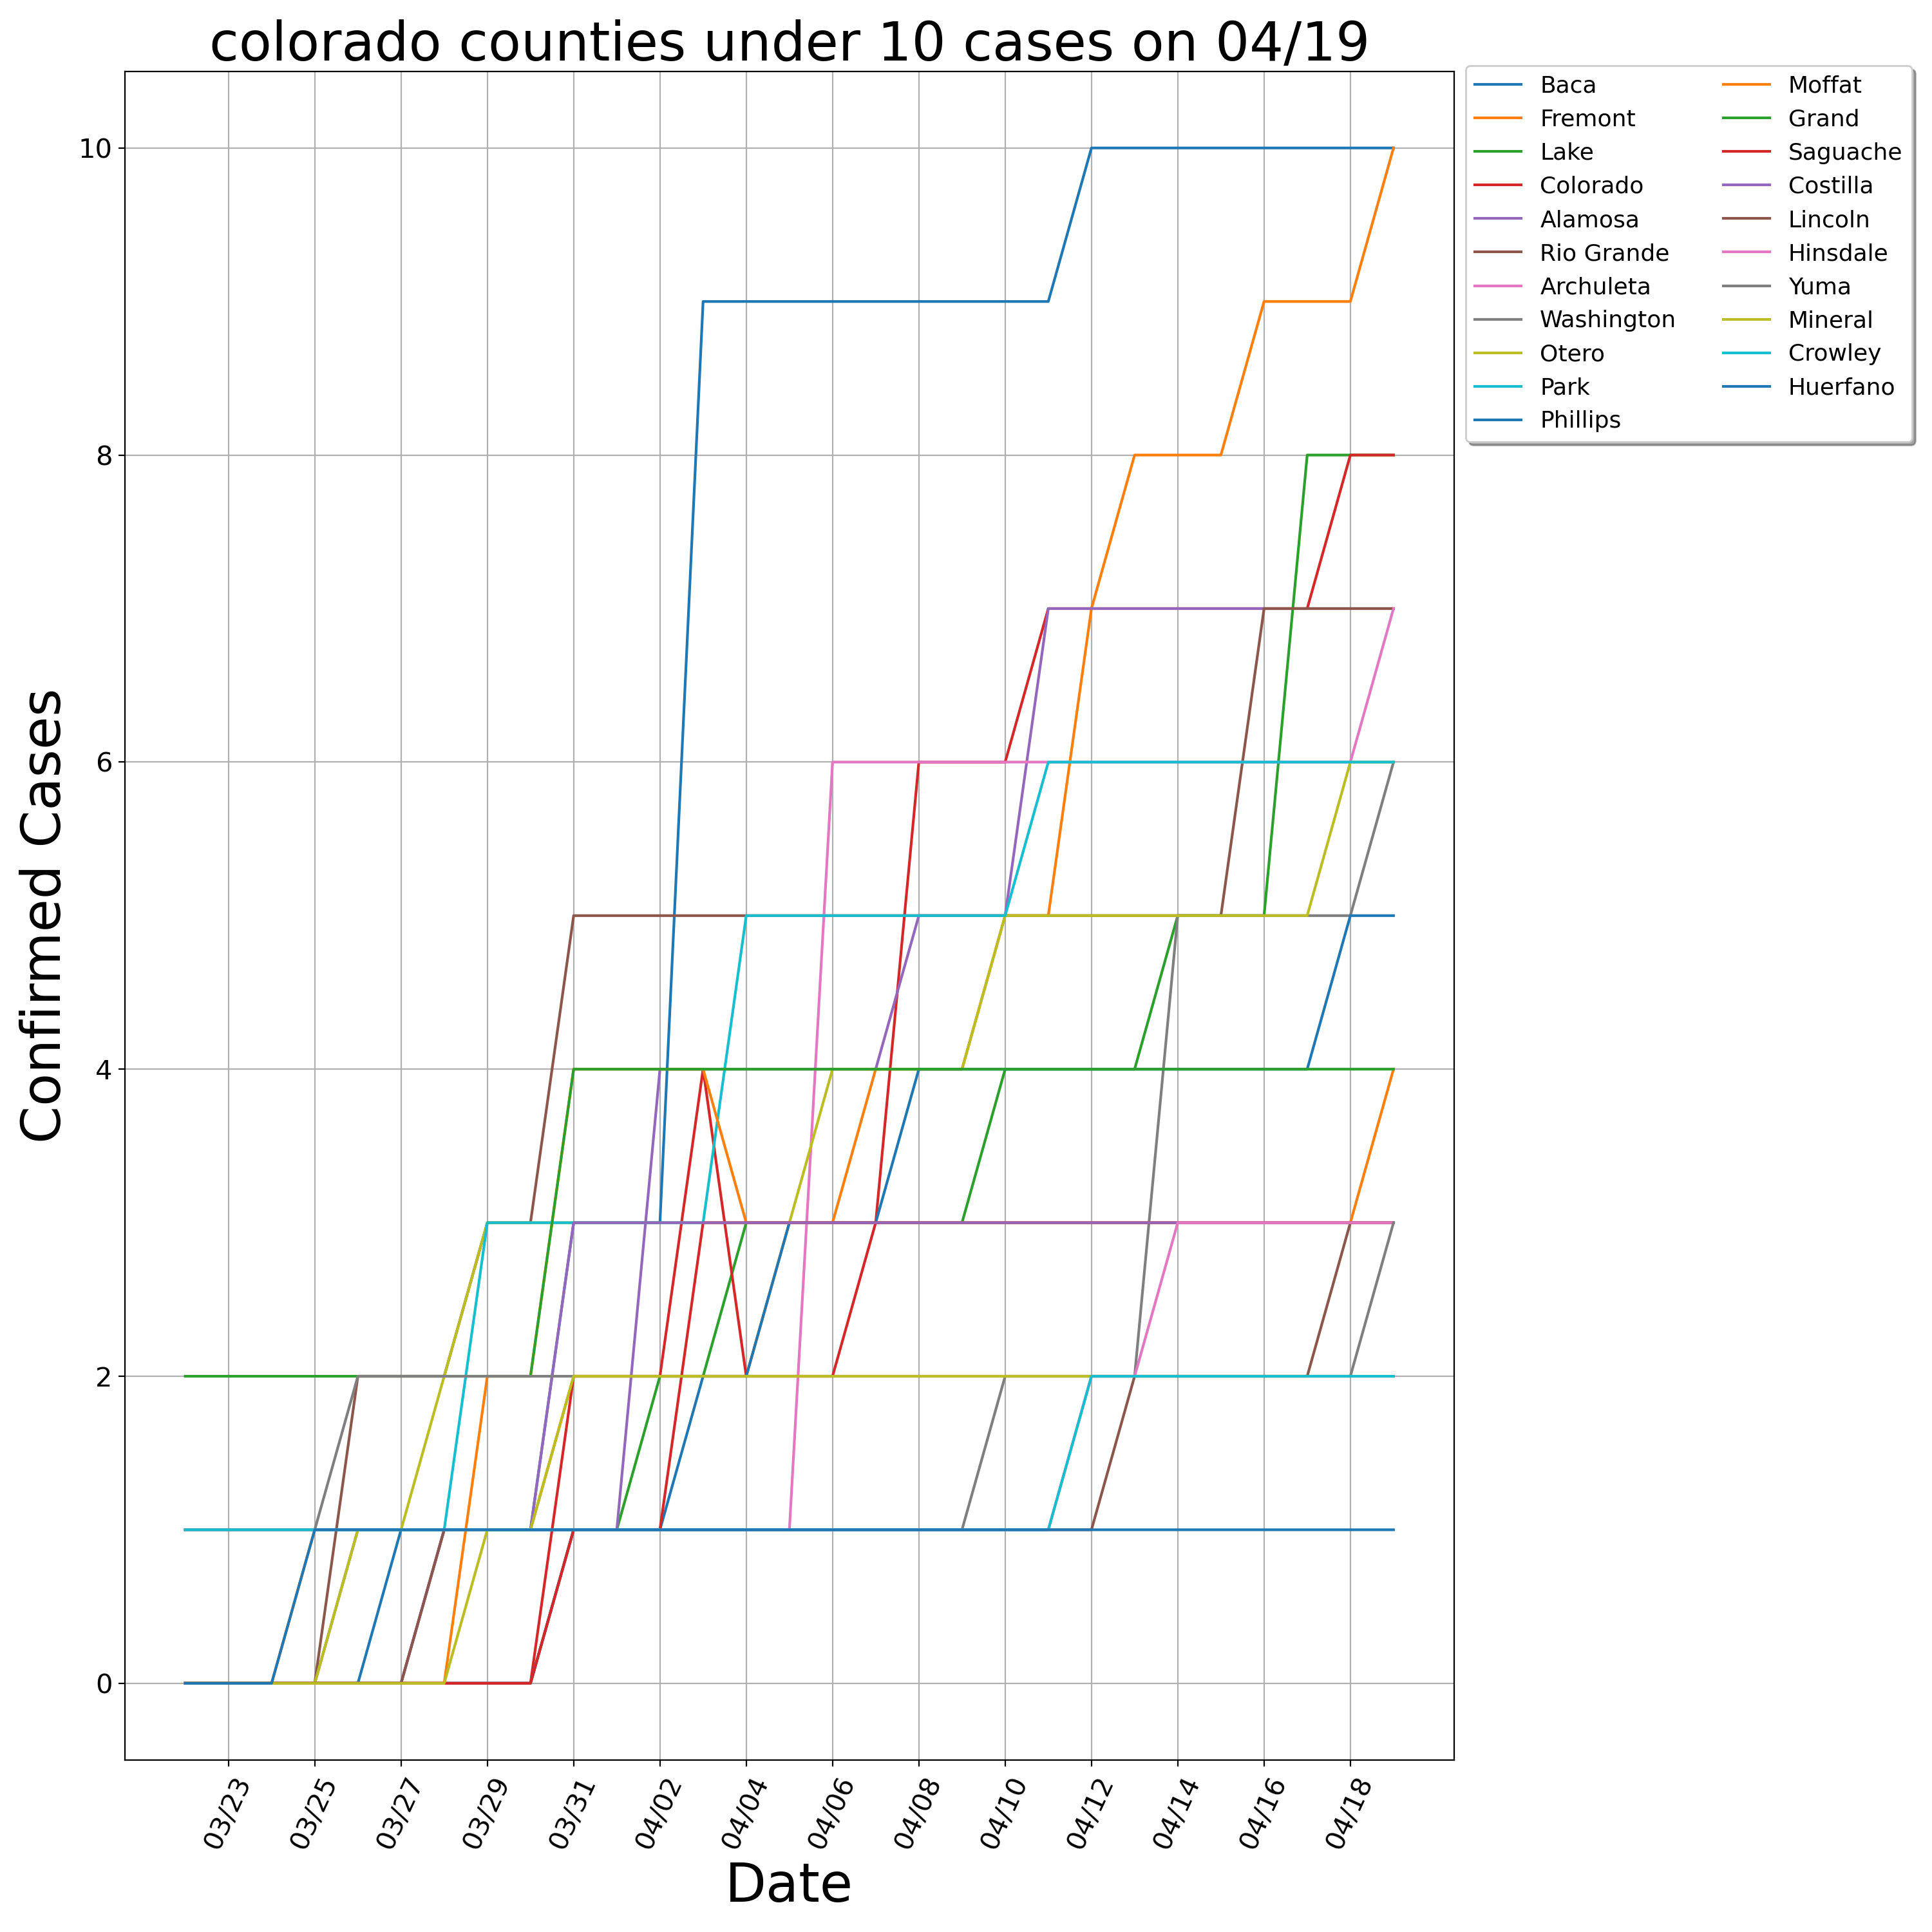 colorado counties under 10 cases on 04/19
Confirmed Cases
10
8
6
4
2
0
03/23
03/25
03/27
03/29
03/31
04/02
04/04
04/06
04/08
04/10
04/12
04/14
04/16
04/18
Date
Baca
Fremont
Lake
Colorado
Alamosa
Rio Grande
Archuleta
Washington
Otero
Park
Phillips
Moffat
Grand
Saguache
Costilla
Lincoln
Hinsdale
Yuma
Mineral
Crowley
Huerfano